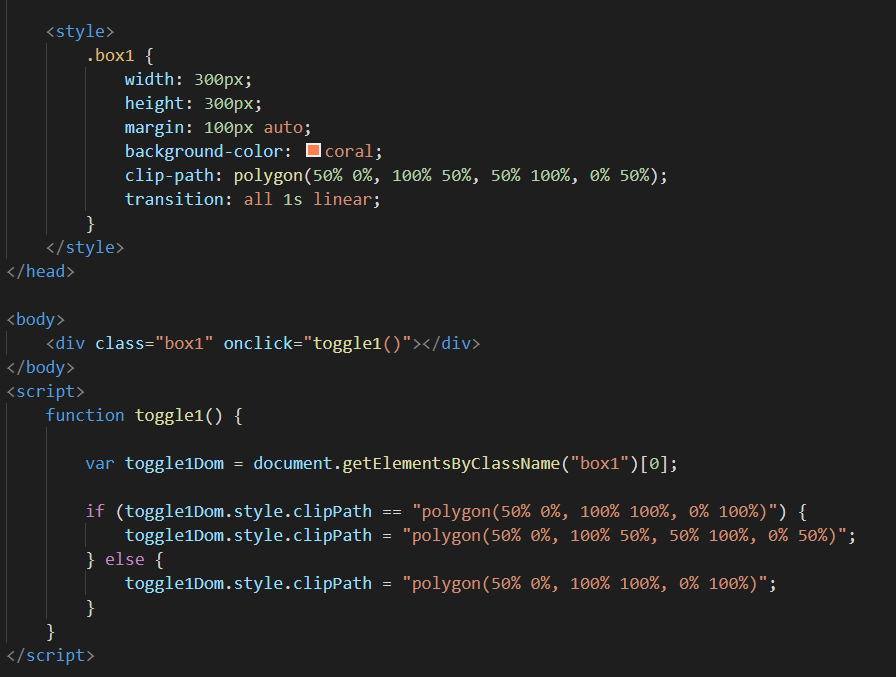 <style>
.box1 {
width: 300px;
height: 300px;
margin: 100px auto;
background-color: coral;
clip-path: polygon(50% 0%, 100% 50%, 50% 100%, 0% 50%);
transition: all 1s linear;
}
</style>
</head>
<body>
<div class="box1" onclick="toggle1()"></div>
</body>
<script>
function toggle1() {
var toggle1Dom = document.getElementsByClassName("box1")[0];
if (toggle1Dom.style.clipPath == "polygon(50% 0%, 100% 100%, 0% 100%)") {
toggle1Dom.style.clipPath = "polygon(50% 0%, 100% 50%, 50% 100%, 0% 50%)";
} else {
toggle1Dom.style.clipPath = "polygon(50% 0%, 100% 100%, 0% 100%)";
}
}
</script>